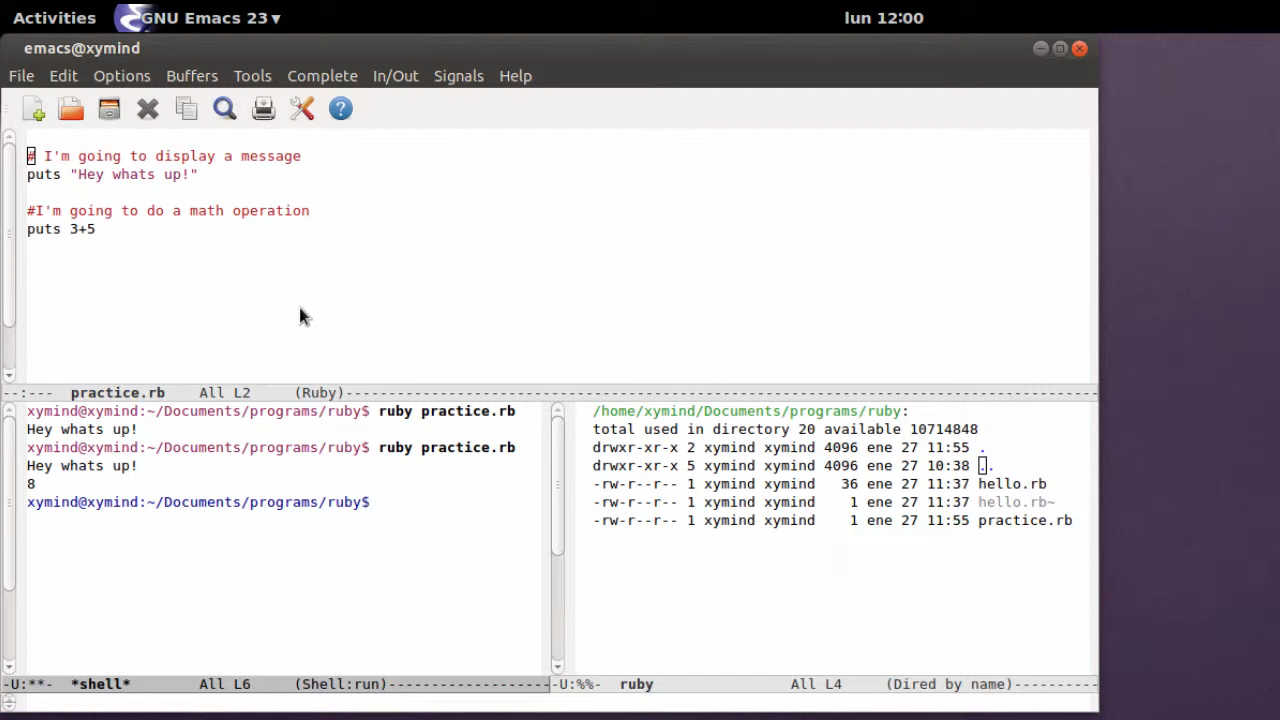 Activities GNU Emacs 23 ▾ lun 12:00
emacs@xymind
File Edit Options Buffers Tools Complete In/Out Signals Help
# I'm going to display a message
puts "Hey whats up!"
#I'm going to do a math operation
puts 3+5
--:--- practice.rb All L2 (Ruby)----------------------------------------------------------------------------------------
xymind@xymind:~/Documents/programs/ruby$ ruby practice.rb
Hey whats up!
xymind@xymind:~/Documents/programs/ruby$ ruby practice.rb
Hey whats up!
8
xymind@xymind:~/Documents/programs/ruby$
-U:**- *shell* All L6 (Shell:run)-------------------
/home/xymind/Documents/programs/ruby:
total used in directory 20 available 10714848
drwxr-xr-x 2 xymind xymind 4096 ene 27 11:55 .
drwxr-xr-x 5 xymind xymind 4096 ene 27 10:38 ..
-rw-r--r-- 1 xymind xymind 36 ene 27 11:37 hello.rb
-rw-r--r-- 1 xymind xymind 1 ene 27 11:37 hello.rb~
-rw-r--r-- 1 xymind xymind 1 ene 27 11:55 practice.rb
-U:%%- ruby All L4 (Dired by name)----------